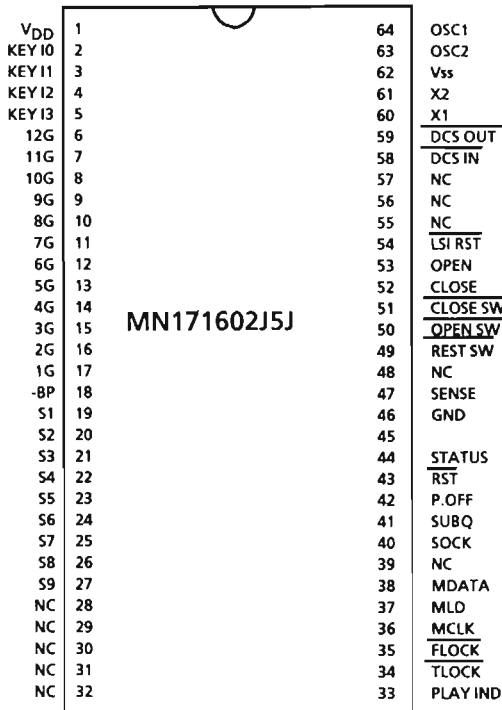 VDD 1 64 OSC1
KEY I0 2 63 OSC2
KEY I1 3 62 Vss
KEY I2 4 61 X2
KEY I3 5 60 X1
12G 6 59 DCS OUT
11G 7 58 DCS IN
10G 8 57 NC
9G 9 56 NC
8G 10 55 NC
7G 11 54 LSI RST
6G 12 53 OPEN
5G 13 52 CLOSE
4G 14 51 CLOSE SW
3G 15 MN171602J5J 50 OPEN SW
2G 16 49 REST SW
1G 17 48 NC
-BP 18 47 SENSE
S1 19 46 GND
S2 20 45
S3 21 44 STATUS
S4 22 43 RST
S5 23 42 P.OFF
S6 24 41 SUBQ
S7 25 40 SOCK
S8 26 39 NC
S9 27 38 MDATA
NC 28 37 MLD
NC 29 36 MCLK
NC 30 35 FLOCK
NC 31 34 TLOCK
NC 32 33 PLAY IND